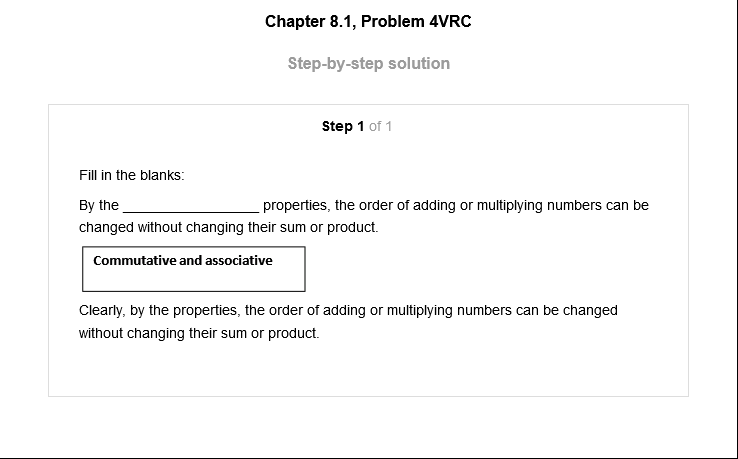 Chapter 8.1, Problem 4VRC
Step-by-step solution
Step 1 of 1
Fill in the blanks:
By the __________________ properties, the order of adding or multiplying numbers can be
changed without changing their sum or product.
Commutative and associative
Clearly, by the properties, the order of adding or multiplying numbers can be changed
without changing their sum or product.